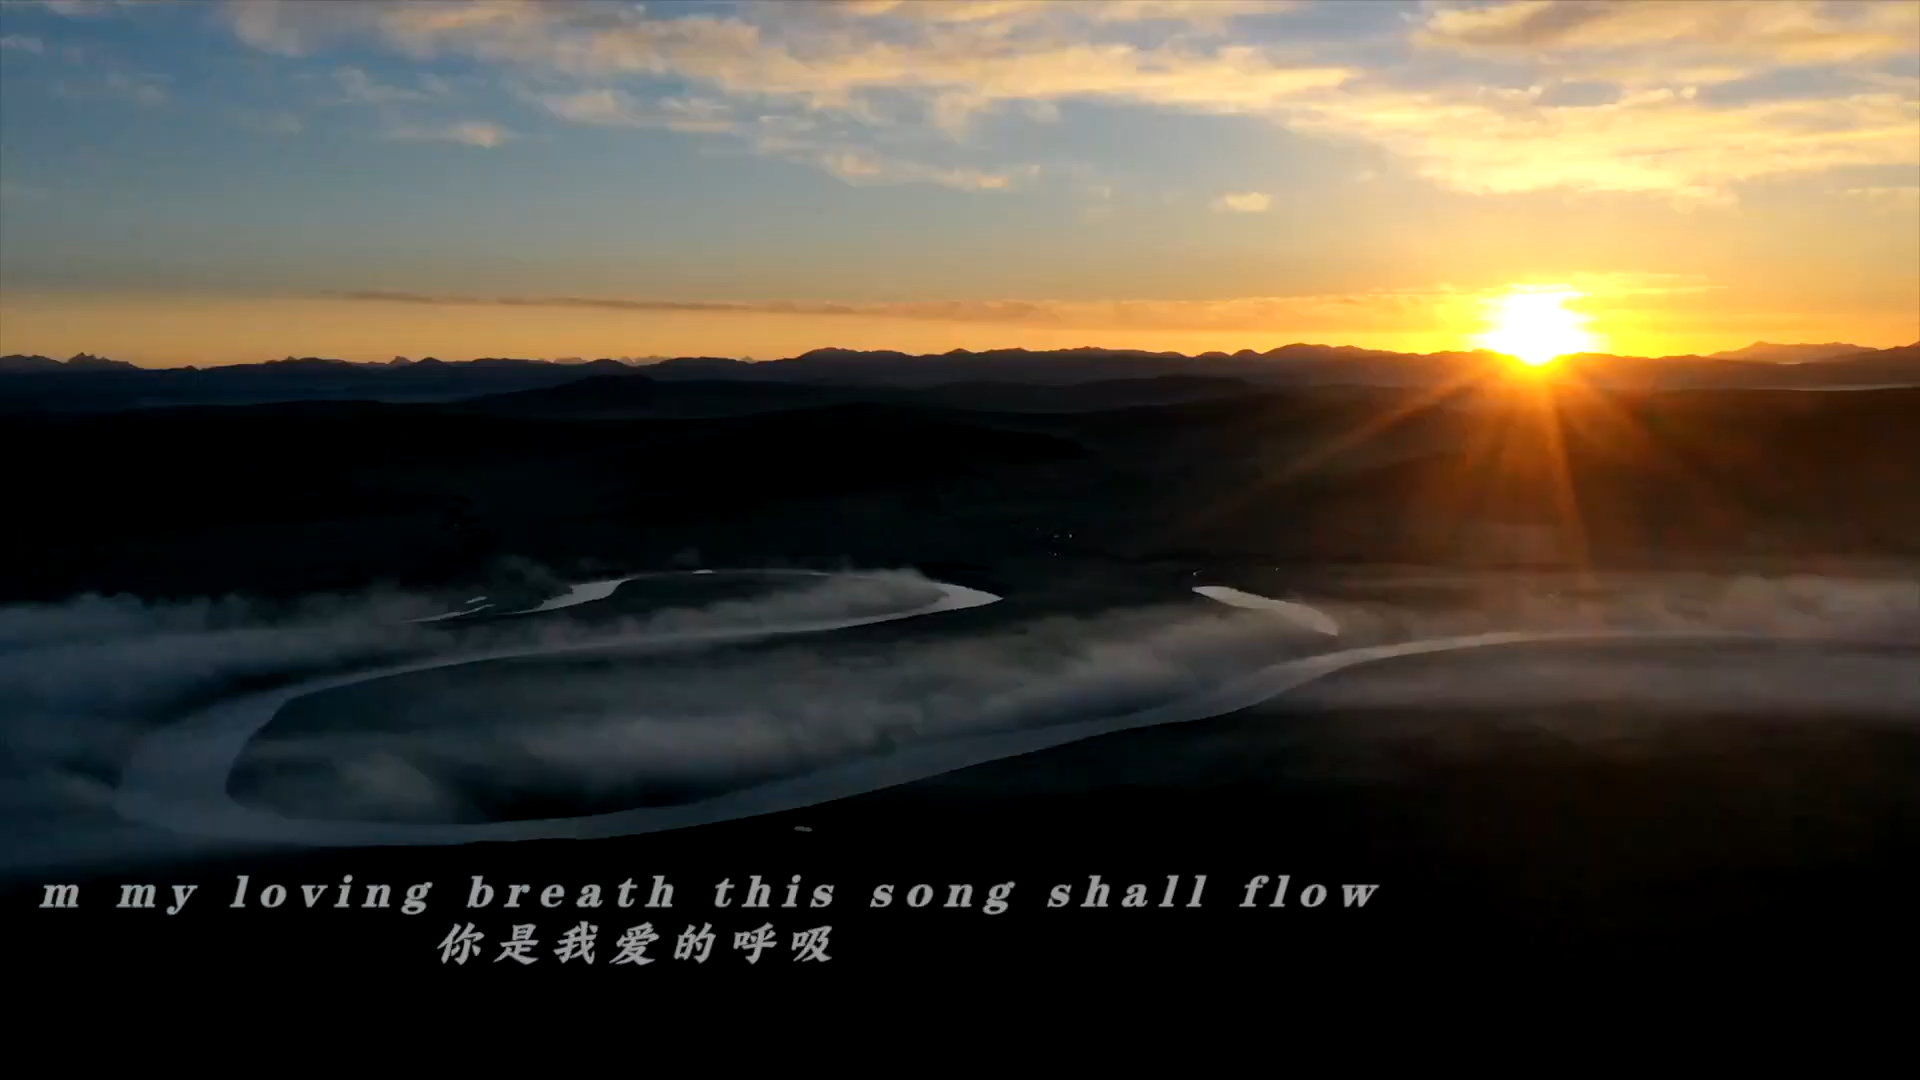 m my loving breath this song shall flow
你是我爱的呼吸